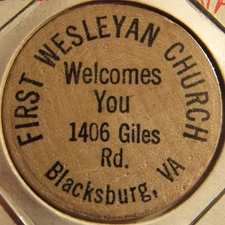 FIRST WESLEYAN CHURCH
Welcomes
You
1406 Giles
Rd.
Blacksburg, VA